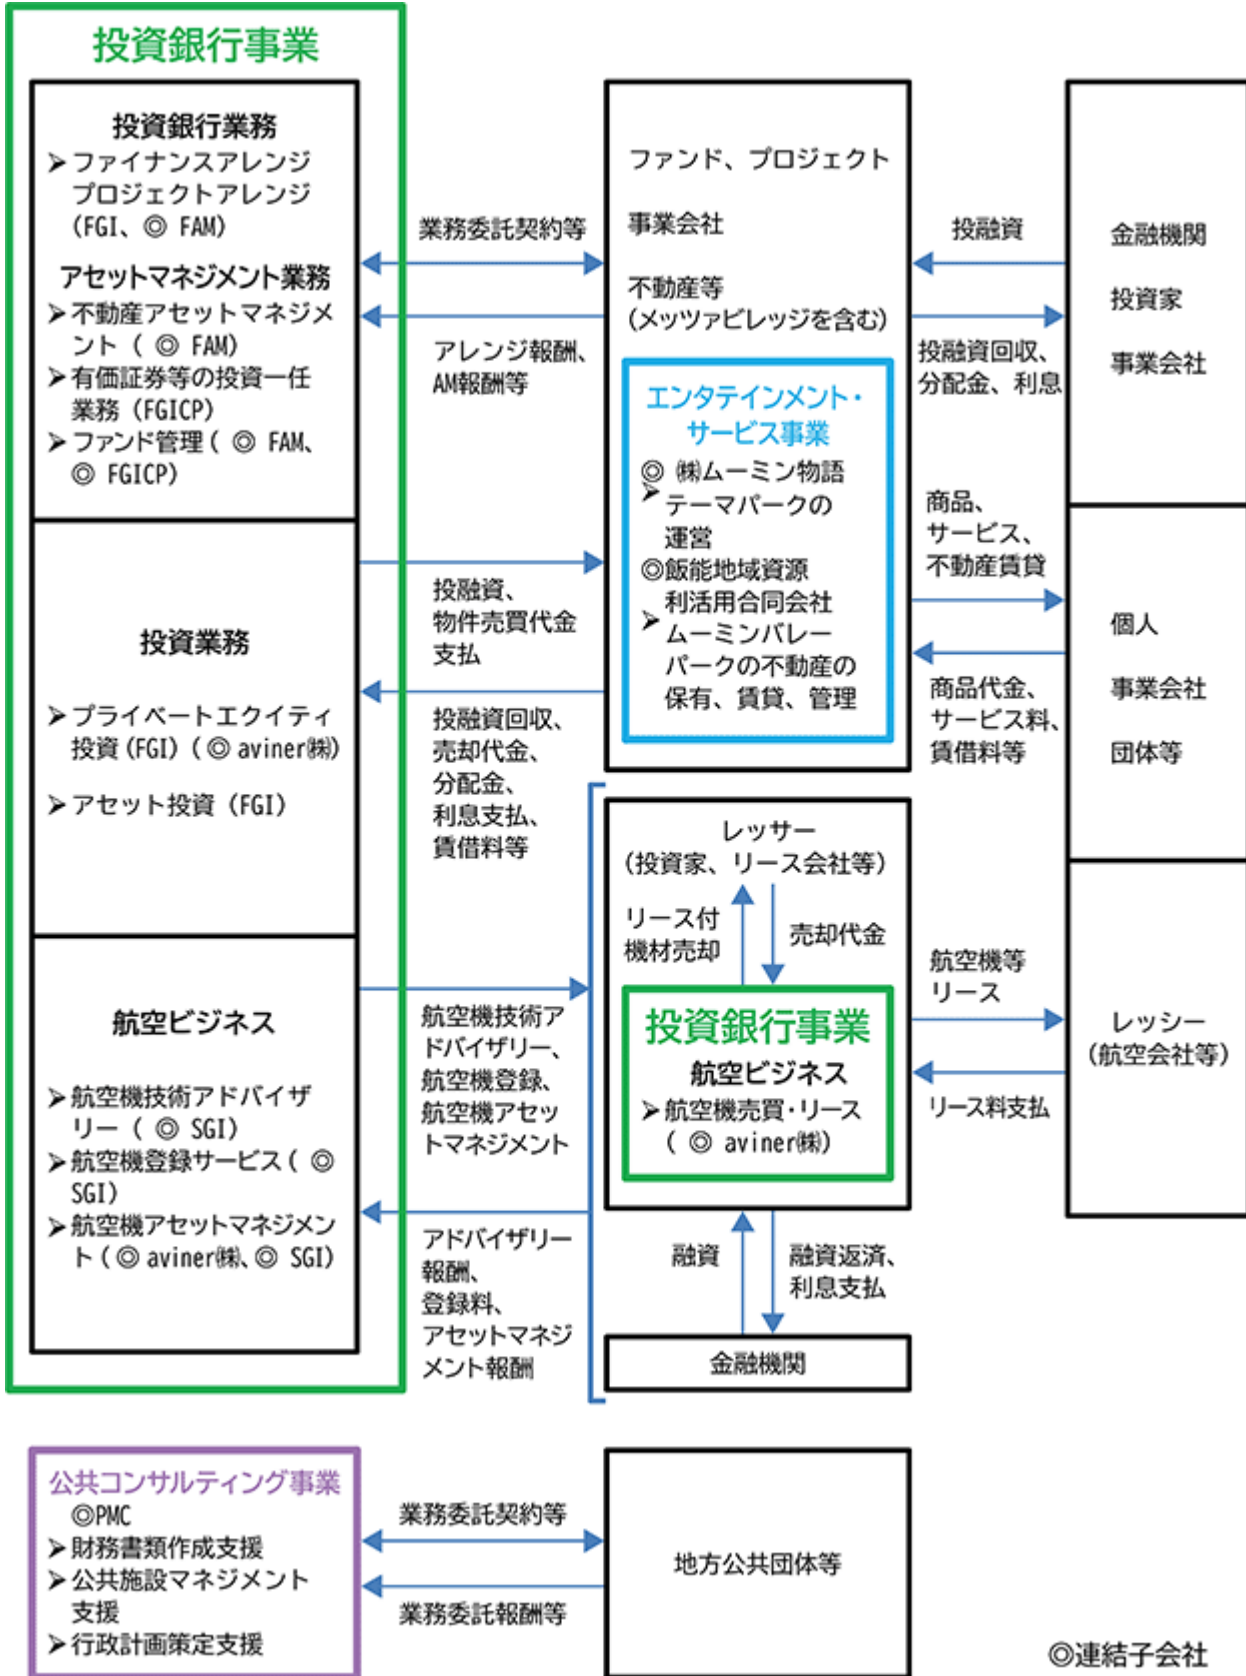 投資銀行事業
投資銀行業務
➢ファイナンスアレンジ
プロジェクトアレンジ
(FGI、◎ FAM)
アセットマネジメント業務
➢不動産アセットマネジメ
ント ( ◎ FAM)
➢有価証券等の投資一任
業務 (FGICP)
➢ファンド管理 ( ◎ FAM、
◎ FGICP)
投資業務
➢プライベートエクイティ
投資 (FGI) ( ◎ aviner㈱)
➢アセット投資 (FGI)
航空ビジネス
➢航空機技術アドバイザ
リー ( ◎ SGI)
➢航空機登録サービス ( ◎
SGI)
➢航空機アセットマネジメン
ト ( ◎ aviner㈱、◎ SGI)
業務委託契約等
アレンジ報酬、
AM報酬等
投融資、
物件売買代金
支払
投融資回収、
売却代金、
分配金、
利息支払、
賃借料等
航空機技術ア
ドバイザリー、
航空機登録、
航空機アセッ
トマネジメント
アドバイザリー
報酬、
登録料、
アセットマネジ
メント報酬
ファンド、プロジェクト
事業会社
不動産等
(メッツァビレッジを含む)
エンタテインメント・
サービス事業
◎ ㈱ムーミン物語
➢テーマパークの
運営
◎飯能地域資源
利活用合同会社
➢ムーミンバレー
パークの不動産の
保有、賃貸、管理
レッサー
(投資家、リース会社等)
リース付
機材売却
売却代金
投資銀行事業
航空ビジネス
➢航空機売買・リース
( ◎ aviner㈱)
融資
融資返済、
利息支払
金融機関
投融資
投融資回収、
分配金、利息
商品、
サービス、
不動産賃貸
商品代金、
サービス料、
賃借料等
航空機等
リース
リース料支払
金融機関
投資家
事業会社
個人
事業会社
団体等
レッシー
(航空会社等)
公共コンサルティング事業
◎PMC
➢財務書類作成支援
➢公共施設マネジメント
支援
➢行政計画策定支援
業務委託契約等
業務委託報酬等
地方公共団体等
◎連結子会社